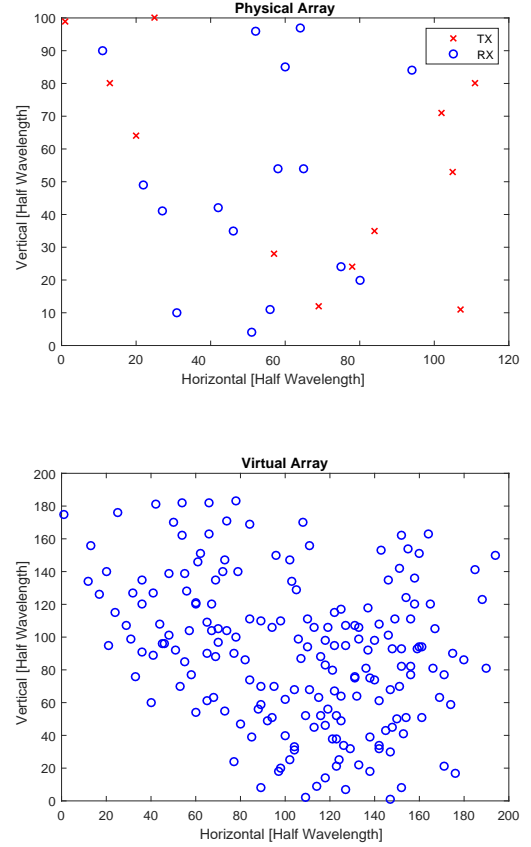 Physical Array
100
90
80
70
60
50
40
30
20
10
0
Vertical [Half Wavelength]
TX
RX
0 20 40 60 80 100 120
Horizontal [Half Wavelength]
Virtual Array
200
180
160
140
120
100
80
60
40
20
0
Vertical [Half Wavelength]
0 20 40 60 80 100 120 140 160 180 200
Horizontal [Half Wavelength]